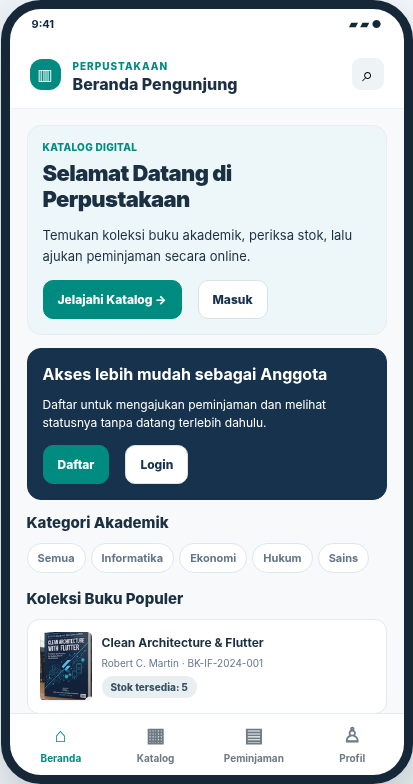 9:41
PERPUSTAKAAN
Beranda Pengunjung
KATALOG DIGITAL
Selamat Datang di
Perpustakaan
Temukan koleksi buku akademik, periksa stok, lalu
ajukan peminjaman secara online.
Jelajahi Katalog → Masuk
Akses lebih mudah sebagai Anggota
Daftar untuk mengajukan peminjaman dan melihat
statusnya tanpa datang terlebih dahulu.
Daftar Login
Kategori Akademik
Semua Informatika Ekonomi Hukum Sains
Koleksi Buku Populer
CLEAN ARCHITECTURE
WITH FLUTTER
Clean Architecture & Flutter
Robert C. Martin · BK-IF-2024-001
Stok tersedia: 5
Beranda Katalog Peminjaman Profil